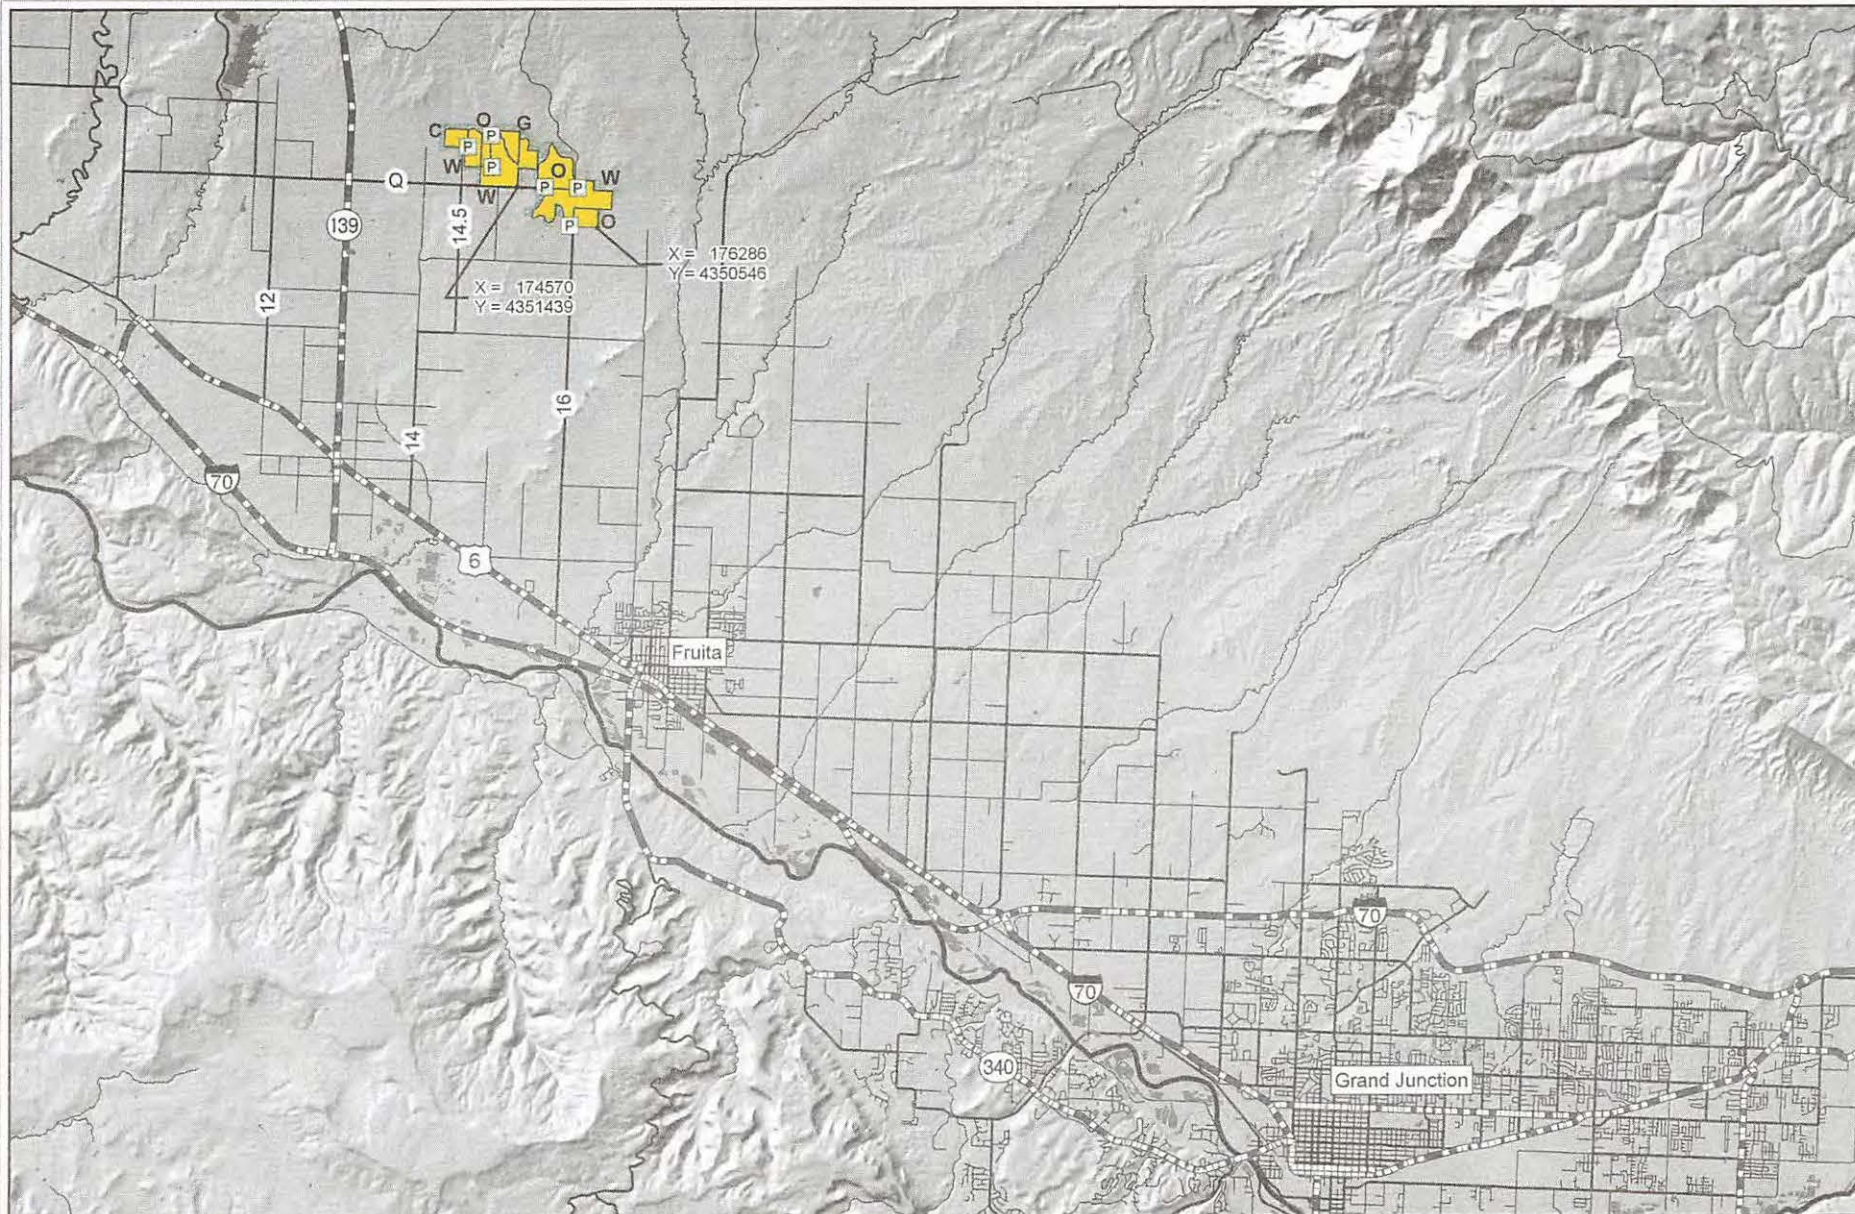 C O G
P
P
W P O W
Q P P
W
139 14.5 P O
X = 176286
Y = 4350546
X = 174570
Y = 4351439
12
16
14
70
6
Fruita
70
70
340
Grand Junction